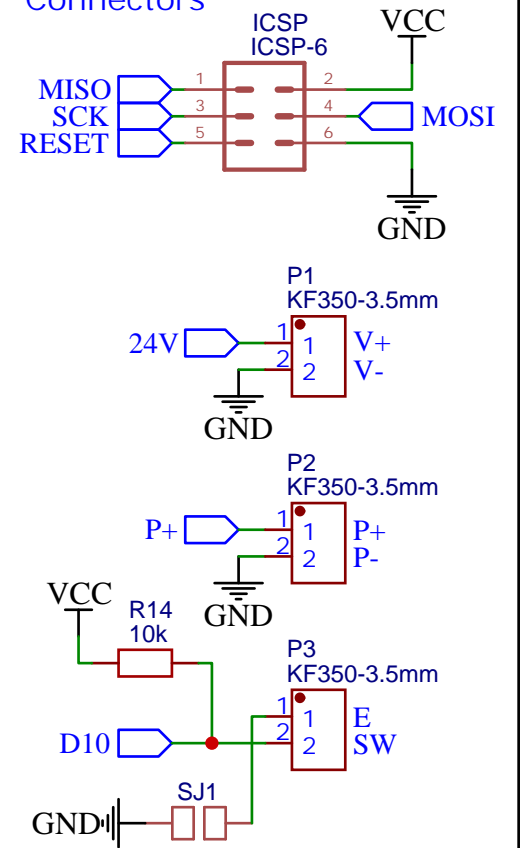 Connectors
ICSP
ICSP-6
VCC
MISO
1
2
SCK
3
4
MOSI
RESET
5
6
GND
P1
KF350-3.5mm
24V
1
1
V+
2
2
V-
GND
P2
KF350-3.5mm
P+
1
1
P+
2
2
P-
GND
VCC
R14
10k
P3
KF350-3.5mm
1
1
E
D10
2
2
SW
SJ1
GND